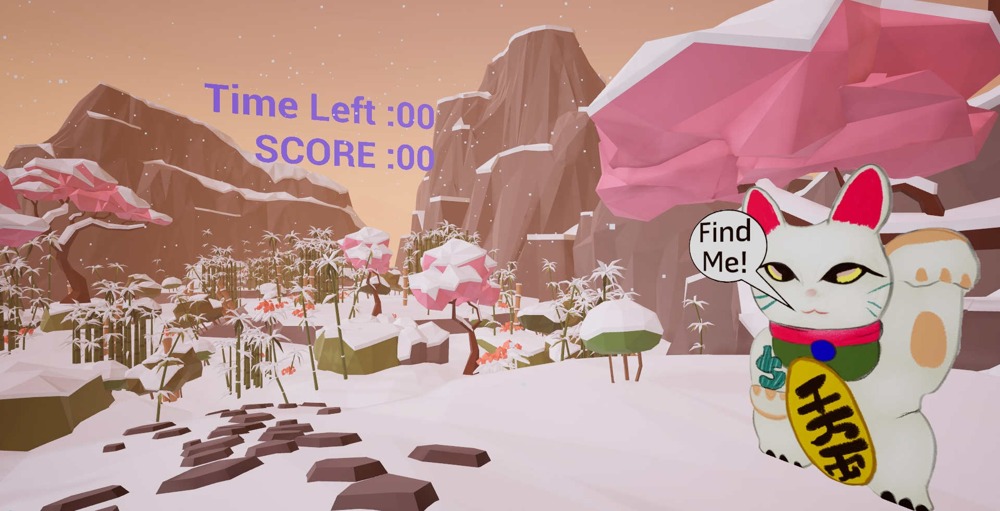 Time Left :00
SCORE :00
Find
Me!